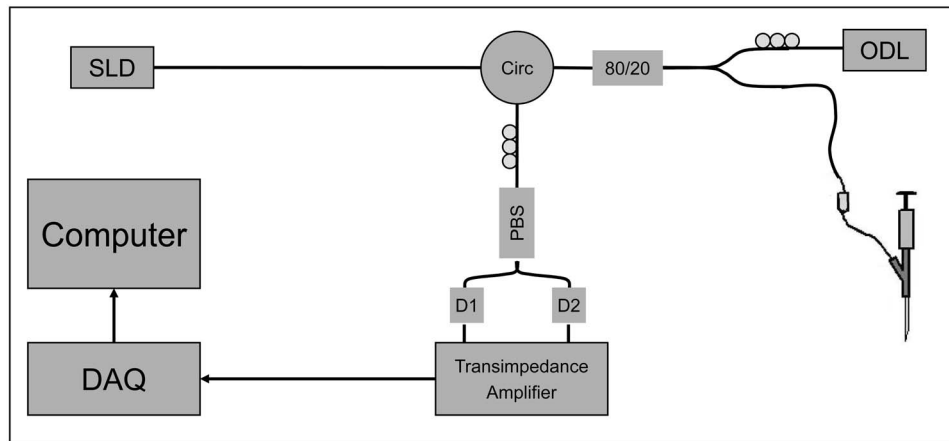 SLD
Circ
80/20
ODL
PBS
Computer
D1
D2
DAQ
Transimpedance
Amplifier